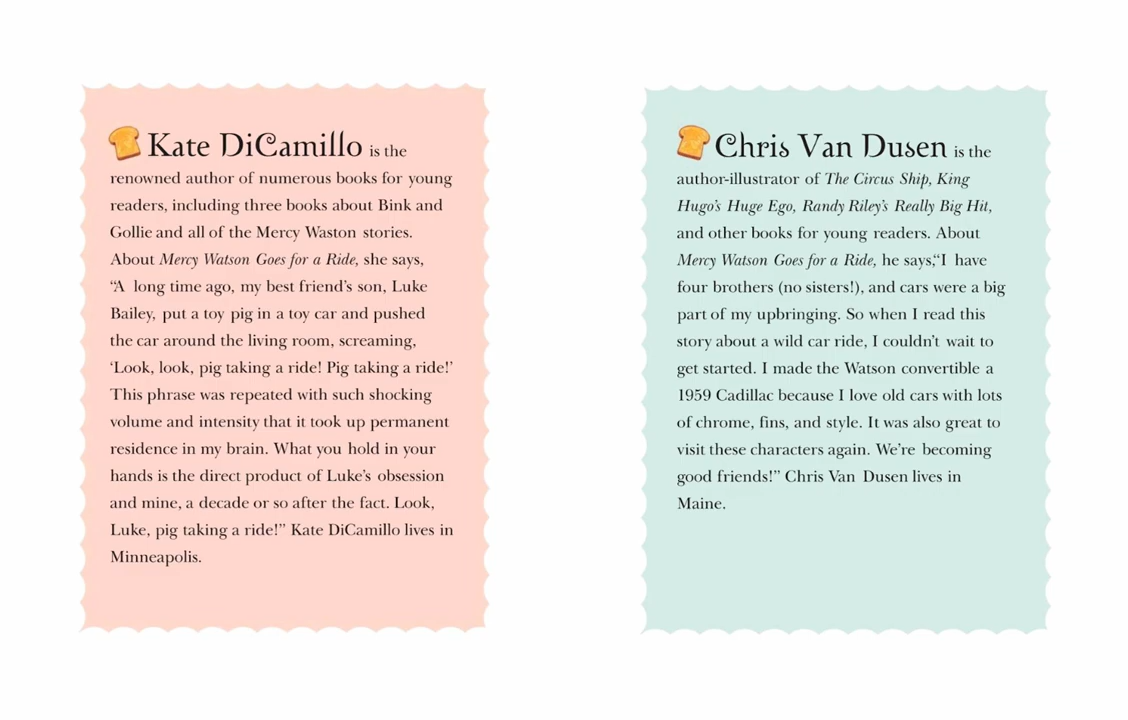 Kate DiCamillo is the
renowned author of numerous books for young
readers, including three books about Bink and
Gollie and all of the Mercy Waston stories.
About Mercy Watson Goes for a Ride, she says,
“A long time ago, my best friend’s son, Luke
Bailey, put a toy pig in a toy car and pushed
the car around the living room, screaming,
‘Look, look, pig taking a ride! Pig taking a ride!’
This phrase was repeated with such shocking
volume and intensity that it took up permanent
residence in my brain. What you hold in your
hands is the direct product of Luke’s obsession
and mine, a decade or so after the fact. Look,
Luke, pig taking a ride!” Kate DiCamillo lives in
Minneapolis.
Chris Van Dusen is the
author-illustrator of The Circus Ship, King
Hugo’s Huge Ego, Randy Riley’s Really Big Hit,
and other books for young readers. About
Mercy Watson Goes for a Ride, he says,“I have
four brothers (no sisters!), and cars were a big
part of my upbringing. So when I read this
story about a wild car ride, I couldn’t wait to
get started. I made the Watson convertible a
1959 Cadillac because I love old cars with lots
of chrome, fins, and style. It was also great to
visit these characters again. We’re becoming
good friends!” Chris Van Dusen lives in
Maine.